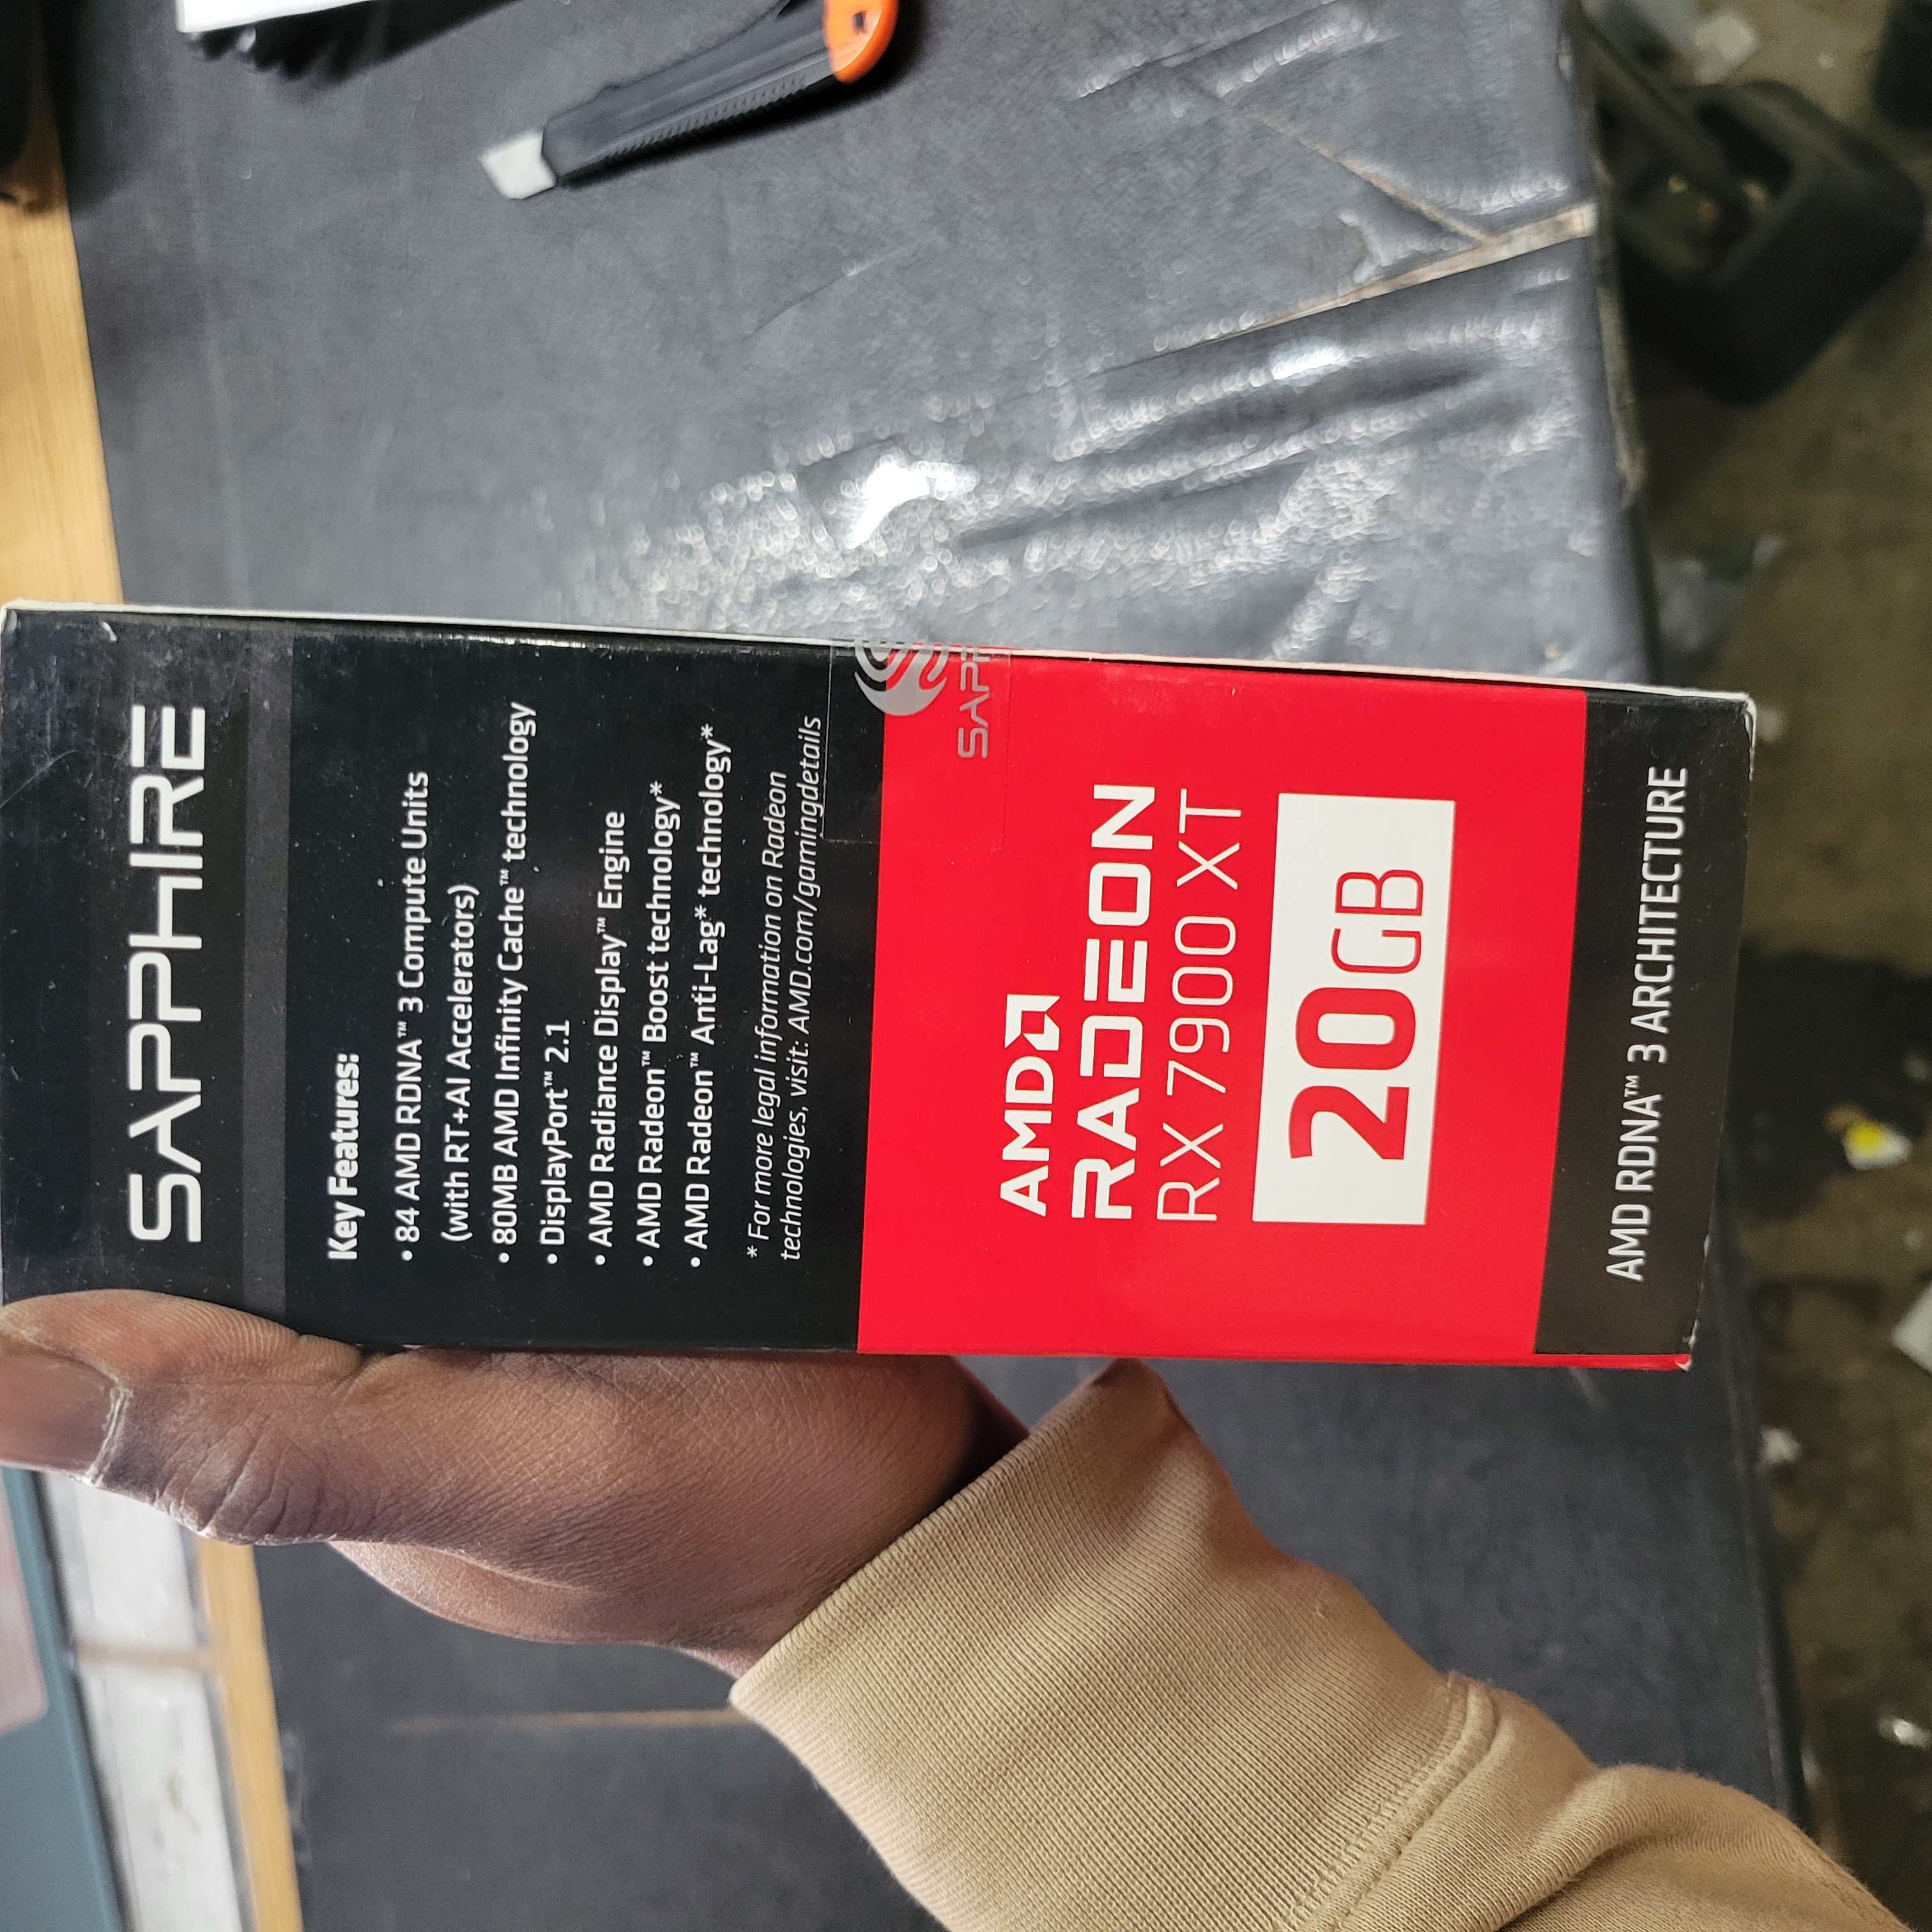 SAPPHIRE
Key Features:
• 84 AMD RDNA™ 3 Compute Units
(with RT+AI Accelerators)
• 80MB AMD Infinity Cache™ technology
• DisplayPort™ 2.1
• AMD Radiance Display™ Engine
• AMD Radeon™ Boost technology*
• AMD Radeon™ Anti-Lag* technology*
* For more legal information on Radeon
technologies, visit: AMD.com/gamingdetails
AMD
RADEON
RX 7900 XT
20GB
AMD RDNA™ 3 ARCHITECTURE